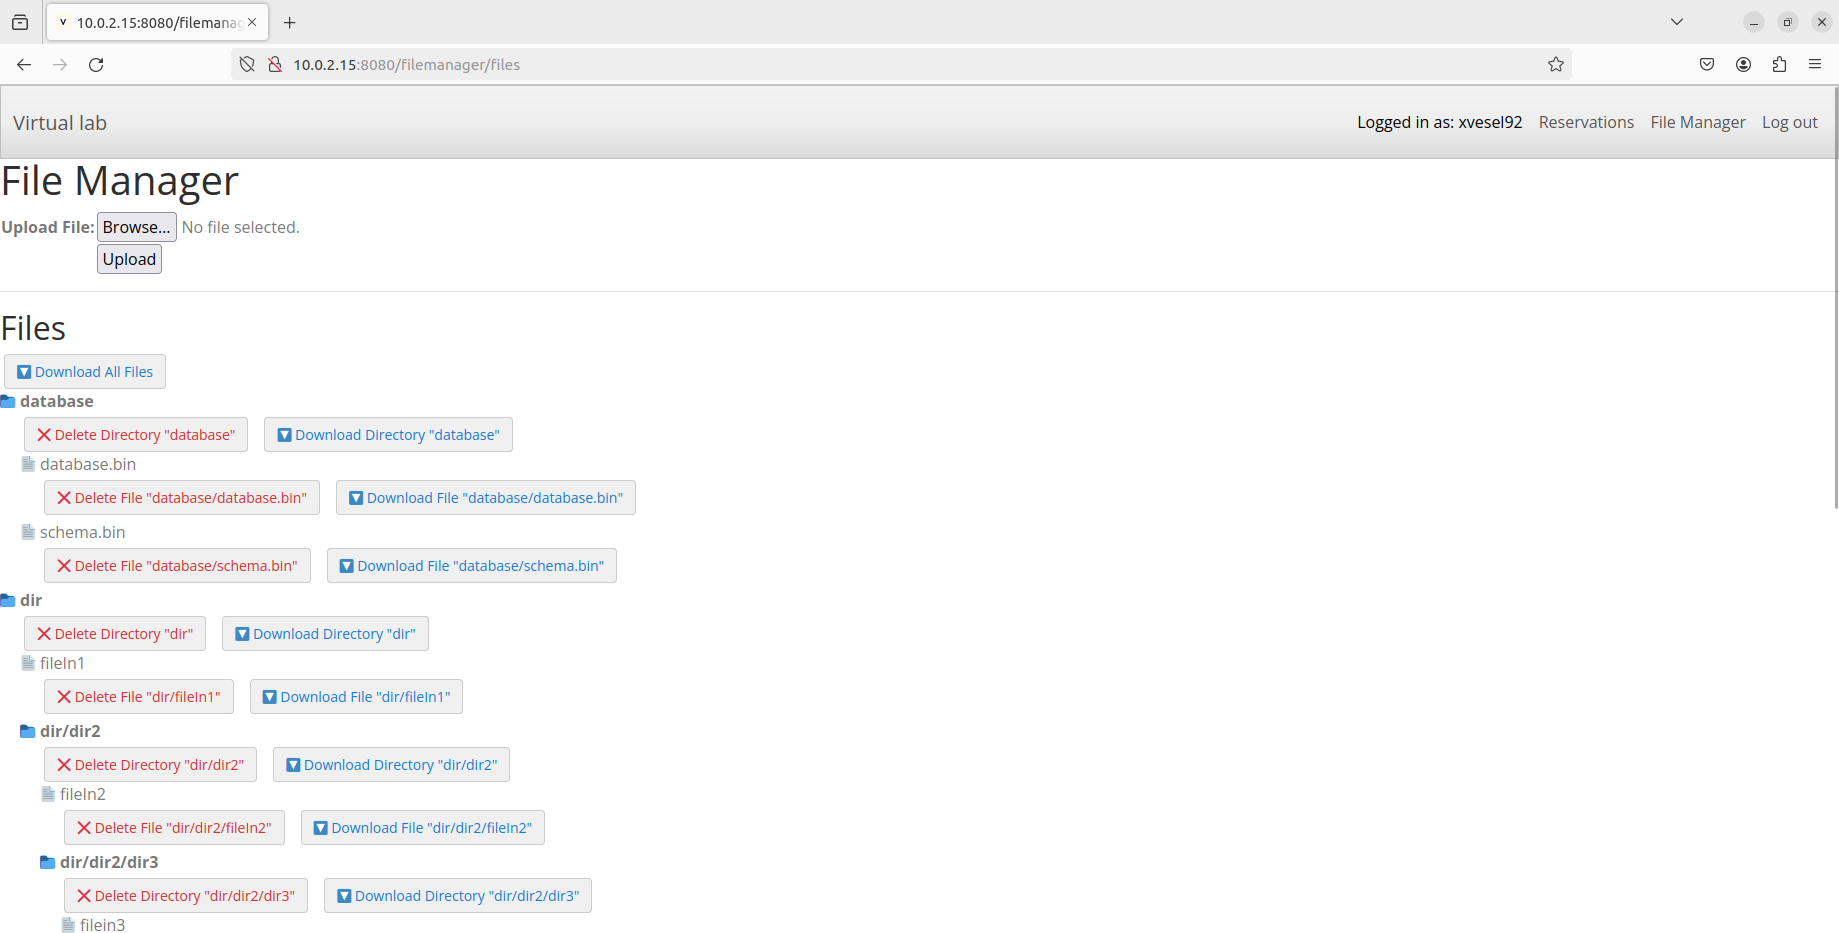 10.0.2.15:8080/filemanag
10.0.2.15:8080/filemanager/files
Virtual lab
Logged in as: xvesel92 Reservations File Manager Log out
File Manager
Upload File: Browse... No file selected.
Upload
Files
Download All Files
database
Delete Directory "database" Download Directory "database"
database.bin
Delete File "database/database.bin" Download File "database/database.bin"
schema.bin
Delete File "database/schema.bin" Download File "database/schema.bin"
dir
Delete Directory "dir" Download Directory "dir"
fileIn1
Delete File "dir/fileIn1" Download File "dir/fileIn1"
dir/dir2
Delete Directory "dir/dir2" Download Directory "dir/dir2"
fileIn2
Delete File "dir/dir2/fileIn2" Download File "dir/dir2/fileIn2"
dir/dir2/dir3
Delete Directory "dir/dir2/dir3" Download Directory "dir/dir2/dir3"
filein3